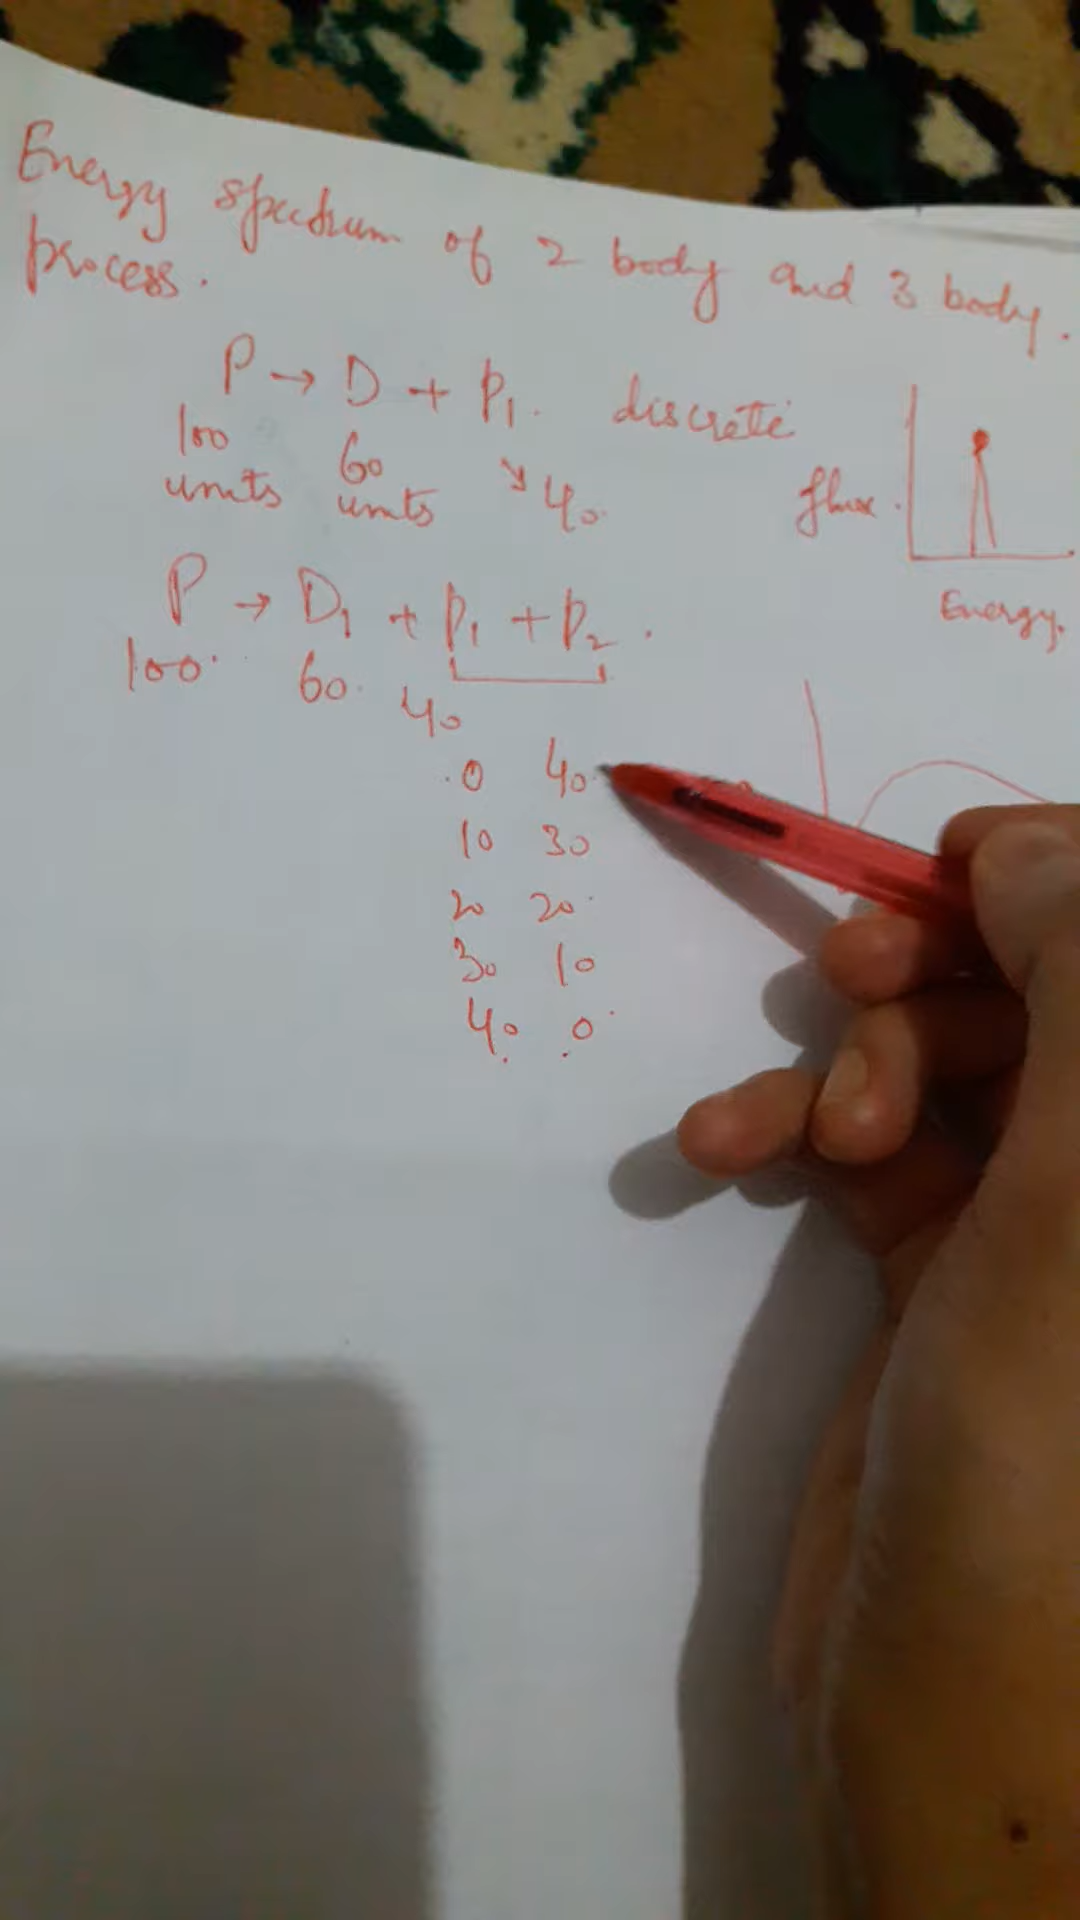 Energy spectrum of 2 body and 3 body.
process.
P → D + P1. discrete
100 units 60 units ↘ 40
flux.
Energy.
P → D1 + P1 + P2.
100 60 40
0 40
10 30
20 20
30 10
40 0